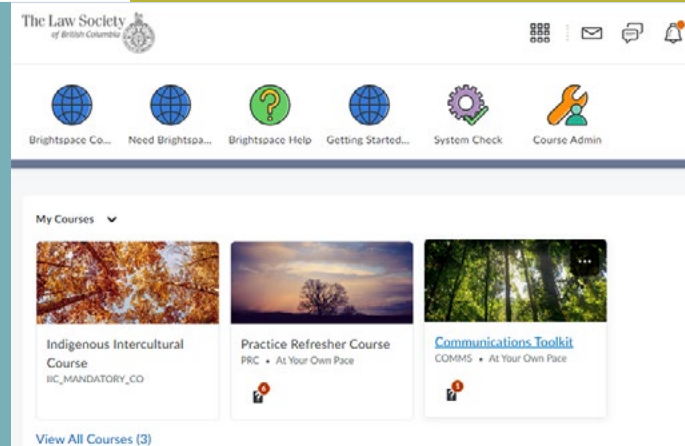 The Law Society
of British Columbia
Brightspace Co...
Need Brightspa...
Brightspace Help
Getting Started...
System Check
Course Admin
My Courses
Indigenous Intercultural
Course
IIC_MANDATORY_CO
Practice Refresher Course
PRC • At Your Own Pace
6
Communications Toolkit
COMMS • At Your Own Pace
1
View All Courses (3)